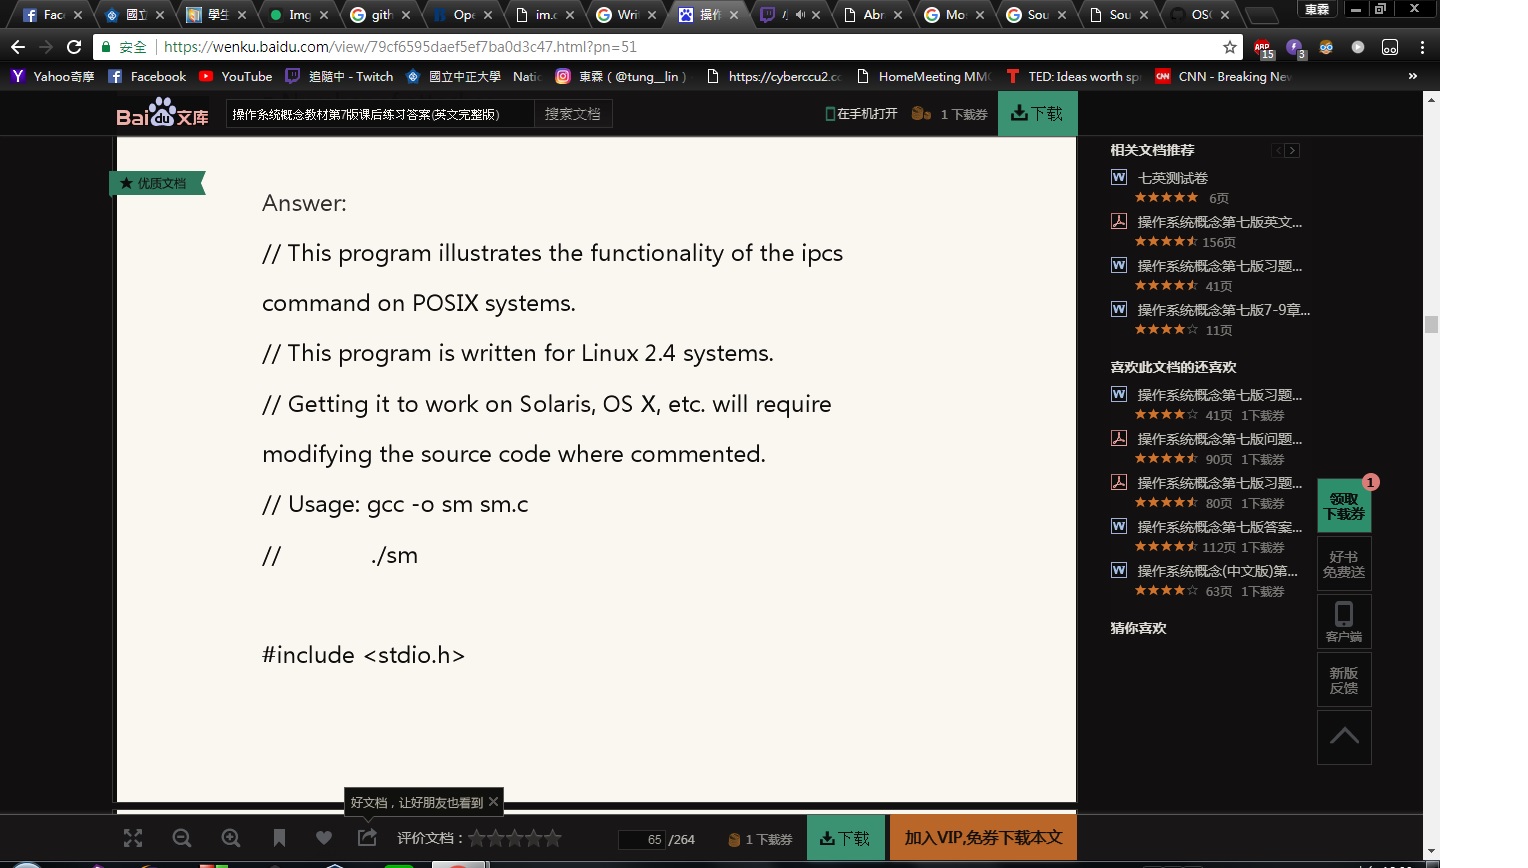 Fac
國立
學生
Img
gith
Ope
im.c
Wri
操作
Abr
Mos
Sou
Sou
OSC
東霖
安全 https://wenku.baidu.com/view/79cf6595daef5ef7ba0d3c47.html?pn=51
15
3
Yahoo奇摩 Facebook YouTube 追隨中 - Twitch 國立中正大學 Natio 東霖 ( @tung__lin ) https://cyberccu2.cc HomeMeeting MMC TED: Ideas worth spr CNN - Breaking New »
Bai du 文库 操作系统概念教材第7版课后练习答案(英文完整版) 搜索文档 在手机打开 1 下载券 下载
优质文档
Answer:
// This program illustrates the functionality of the ipcs
command on POSIX systems.
// This program is written for Linux 2.4 systems.
// Getting it to work on Solaris, OS X, etc. will require
modifying the source code where commented.
// Usage: gcc -o sm sm.c
// ./sm
#include <stdio.h>
相关文档推荐
七英测试卷
6页
操作系统概念第七版英文...
156页
操作系统概念第七版习题...
41页
操作系统概念第七版7-9章...
11页
喜欢此文档的还喜欢
操作系统概念第七版习题...
41页 1下载券
操作系统概念第七版问题...
90页 1下载券
操作系统概念第七版习题...
80页 1下载券
操作系统概念第七版答案...
112页 1下载券
操作系统概念(中文版)第...
63页 1下载券
猜你喜欢
1
领取
下载券
好书
免费送
客户端
新版
反馈
好文档，让好朋友也看到
评价文档：
65 /264
1 下载券
下载
加入VIP,免券下载本文